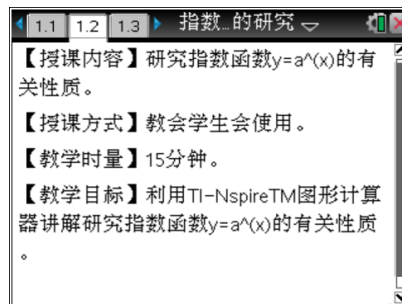 1.1 1.2 1.3 指数…的研究
【授课内容】研究指数函数y=a^(x)的有
关性质。
【授课方式】教会学生会使用。
【教学时量】15分钟。
【教学目标】利用TI-NspireTM图形计算
器讲解研究指数函数y=a^(x)的有关性质
。